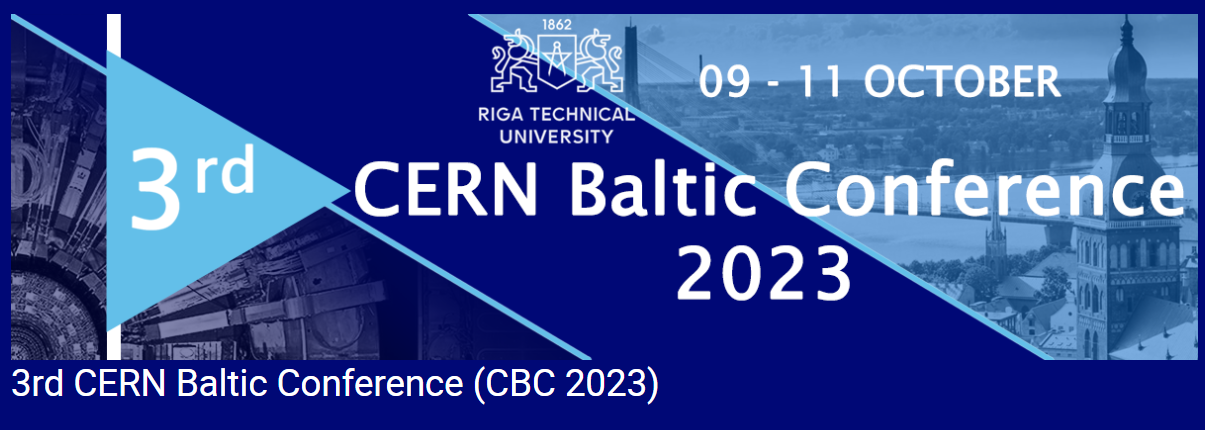 1862
RIGA TECHNICAL
UNIVERSITY
09 - 11 OCTOBER
3rd
CERN Baltic Conference
2023
3rd CERN Baltic Conference (CBC 2023)